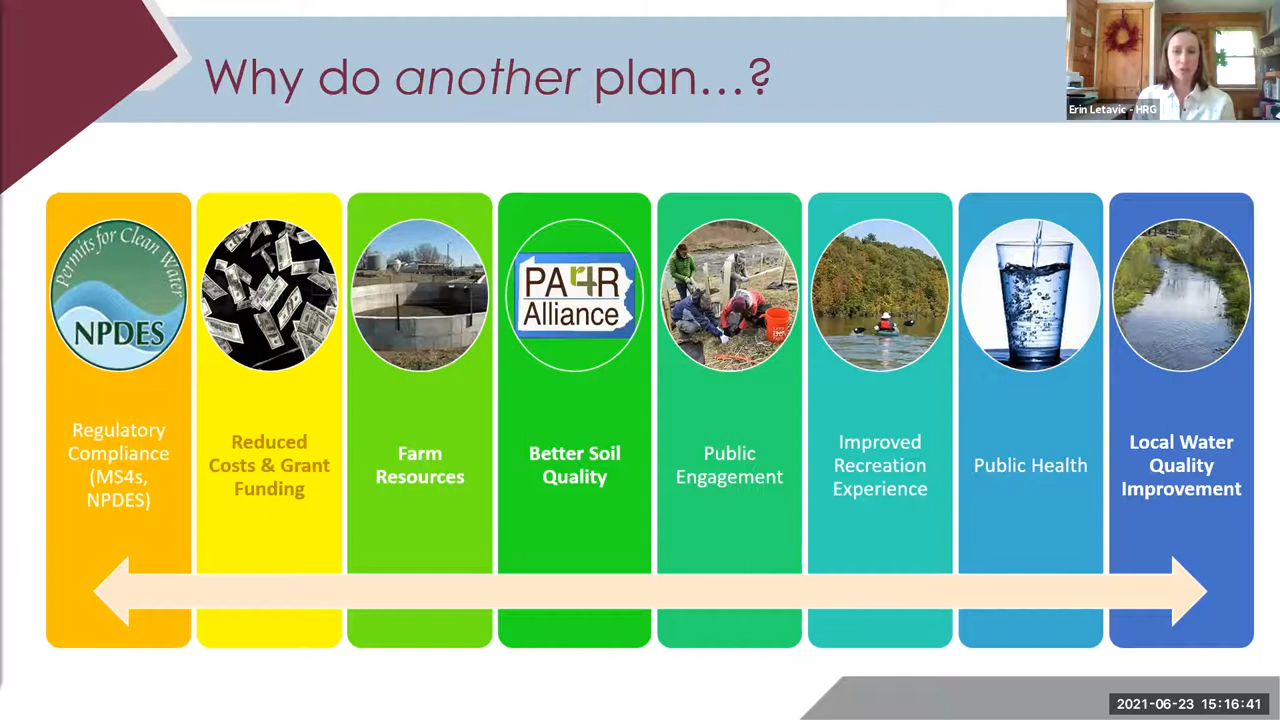 Why do another plan...?
Erin Letavic - HRG
Permits for Clean Water
NPDES
PA4R
Alliance
Regulatory
Compliance
(MS4s,
NPDES)
Reduced
Costs & Grant
Funding
Farm
Resources
Better Soil
Quality
Public
Engagement
Improved
Recreation
Experience
Public Health
Local Water
Quality
Improvement
2021-06-23 15:16:41